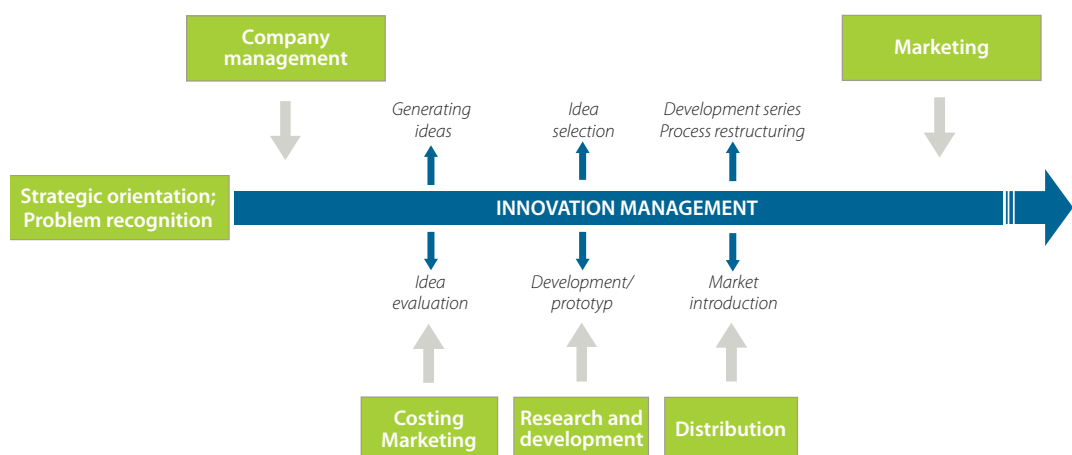 Company
management
Marketing
Generating
ideas
Idea
selection
Development series
Process restructuring
Strategic orientation;
Problem recognition
INNOVATION MANAGEMENT
Idea
evaluation
Development/
prototyp
Market
introduction
Costing
Marketing
Research and
development
Distribution